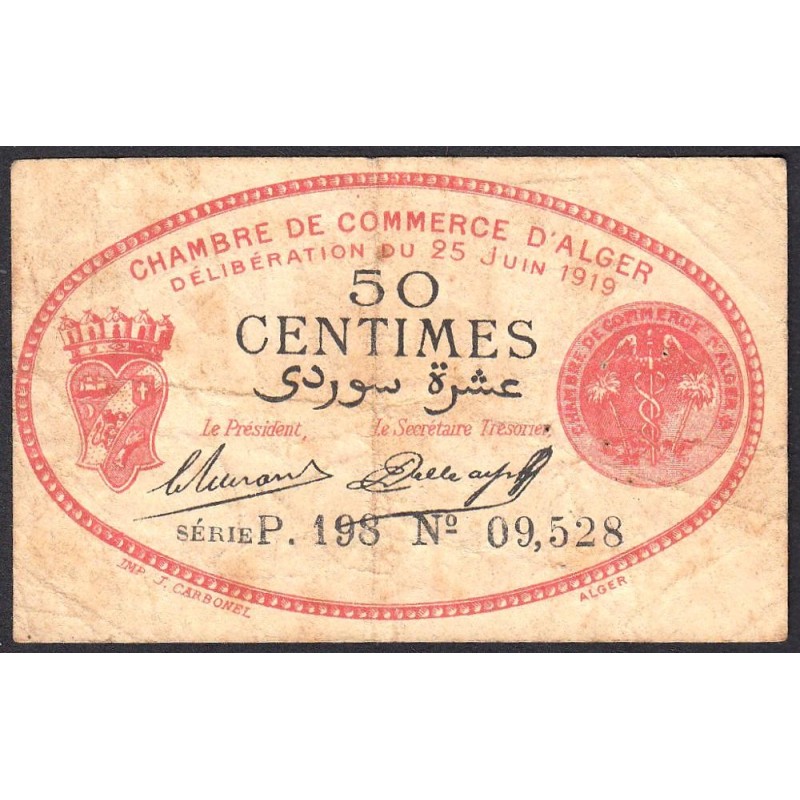 CHAMBRE DE COMMERCE D'ALGER
DÉLIBÉRATION DU 25 JUIN 1919
50
CENTIMES
عشرة سوردى
CHAMBRE DE COMMERCE D'ALGER
Le Président,
Le Secrétaire Trésorier
SÉRIE P. 198 Nº 09,528
IMP. J. CARBONEL
ALGER